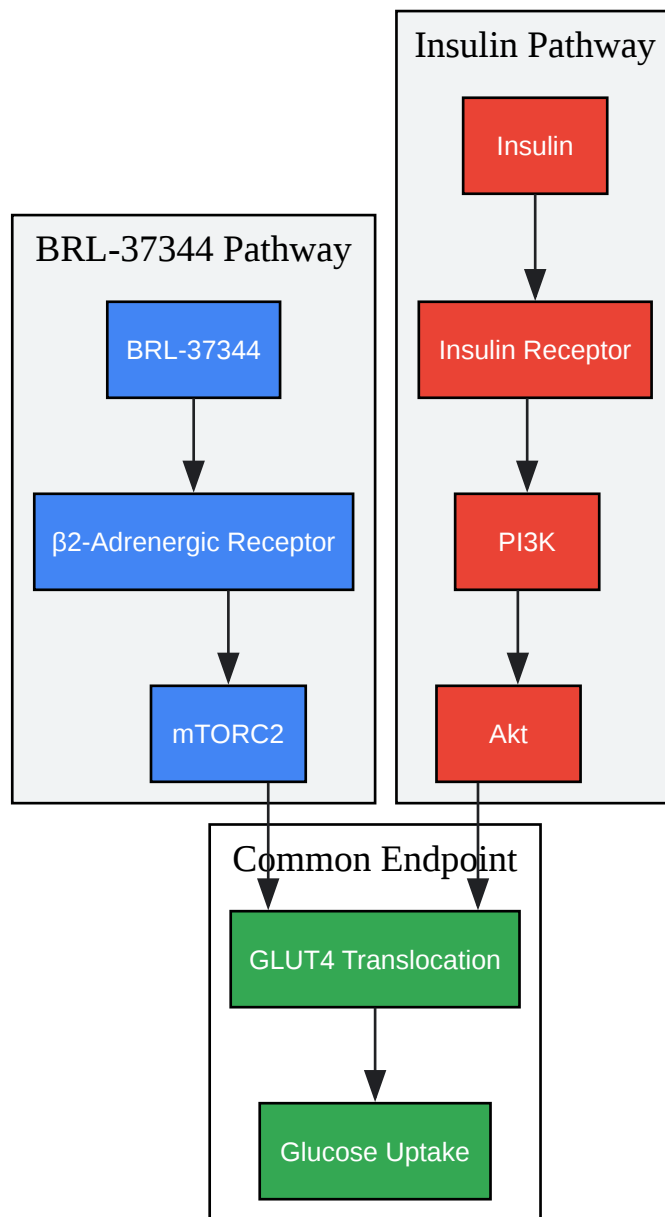 Insulin Pathway
Insulin
Insulin Receptor
PI3K
Akt
BRL-37344 Pathway
BRL-37344
β2-Adrenergic Receptor
mTORC2
Common Endpoint
GLUT4 Translocation
Glucose Uptake